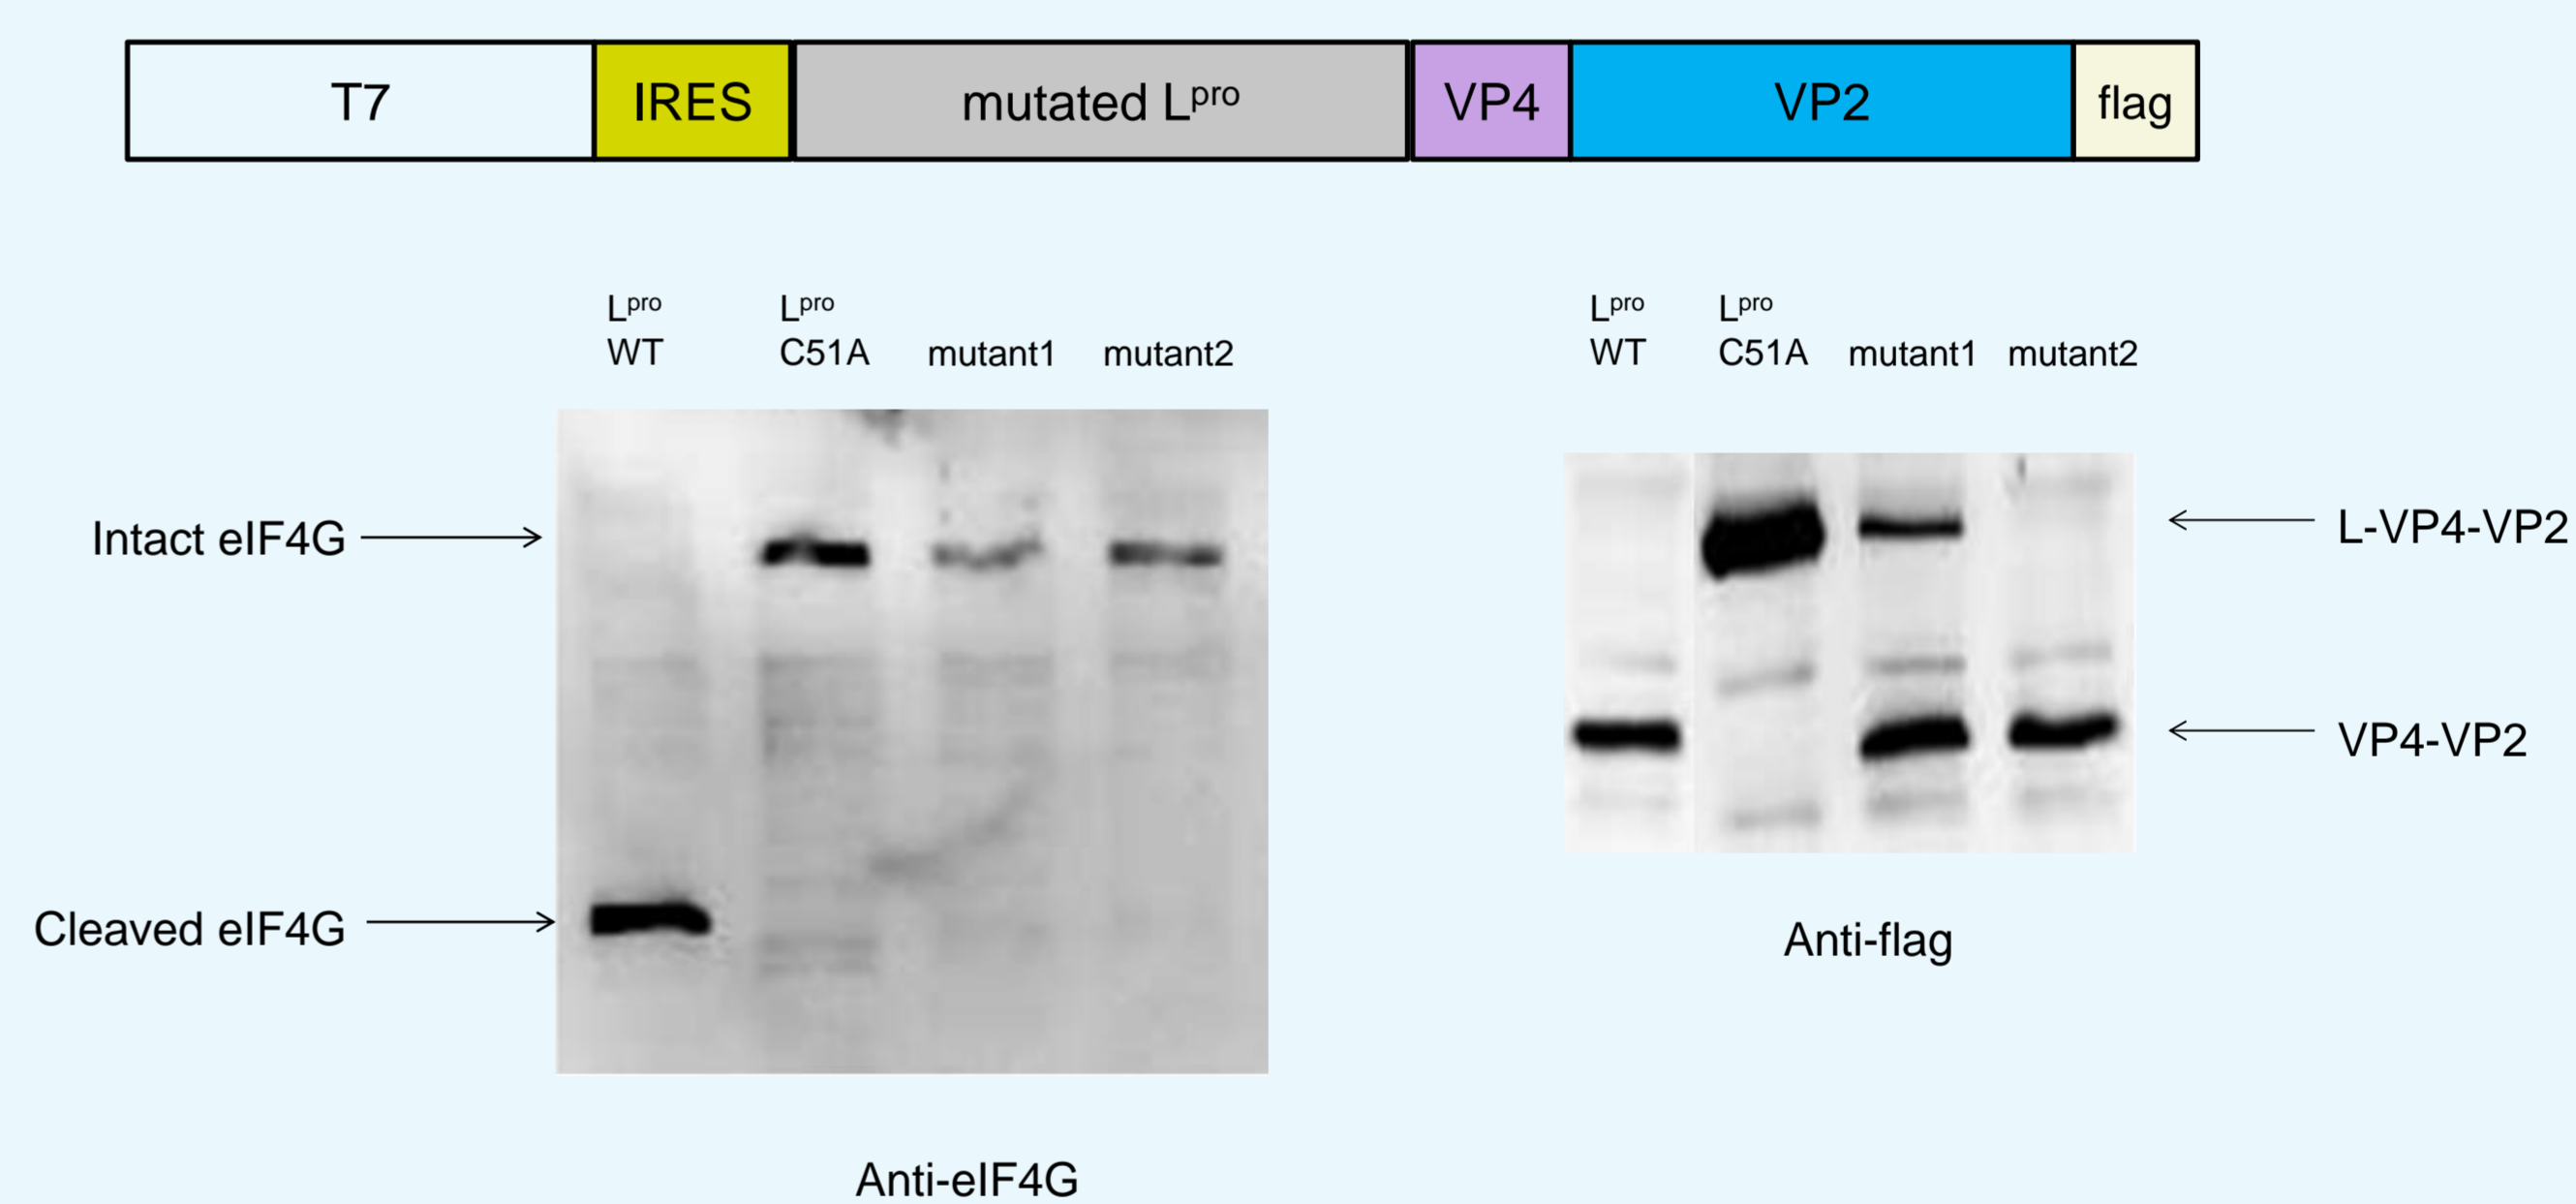 T7 IRES mutated Lpro VP4 VP2 flag
Lpro Lpro
WT C51A mutant1 mutant2
Lpro Lpro
WT C51A mutant1 mutant2
Intact eIF4G
Cleaved eIF4G
L-VP4-VP2
VP4-VP2
Anti-flag
Anti-eIF4G